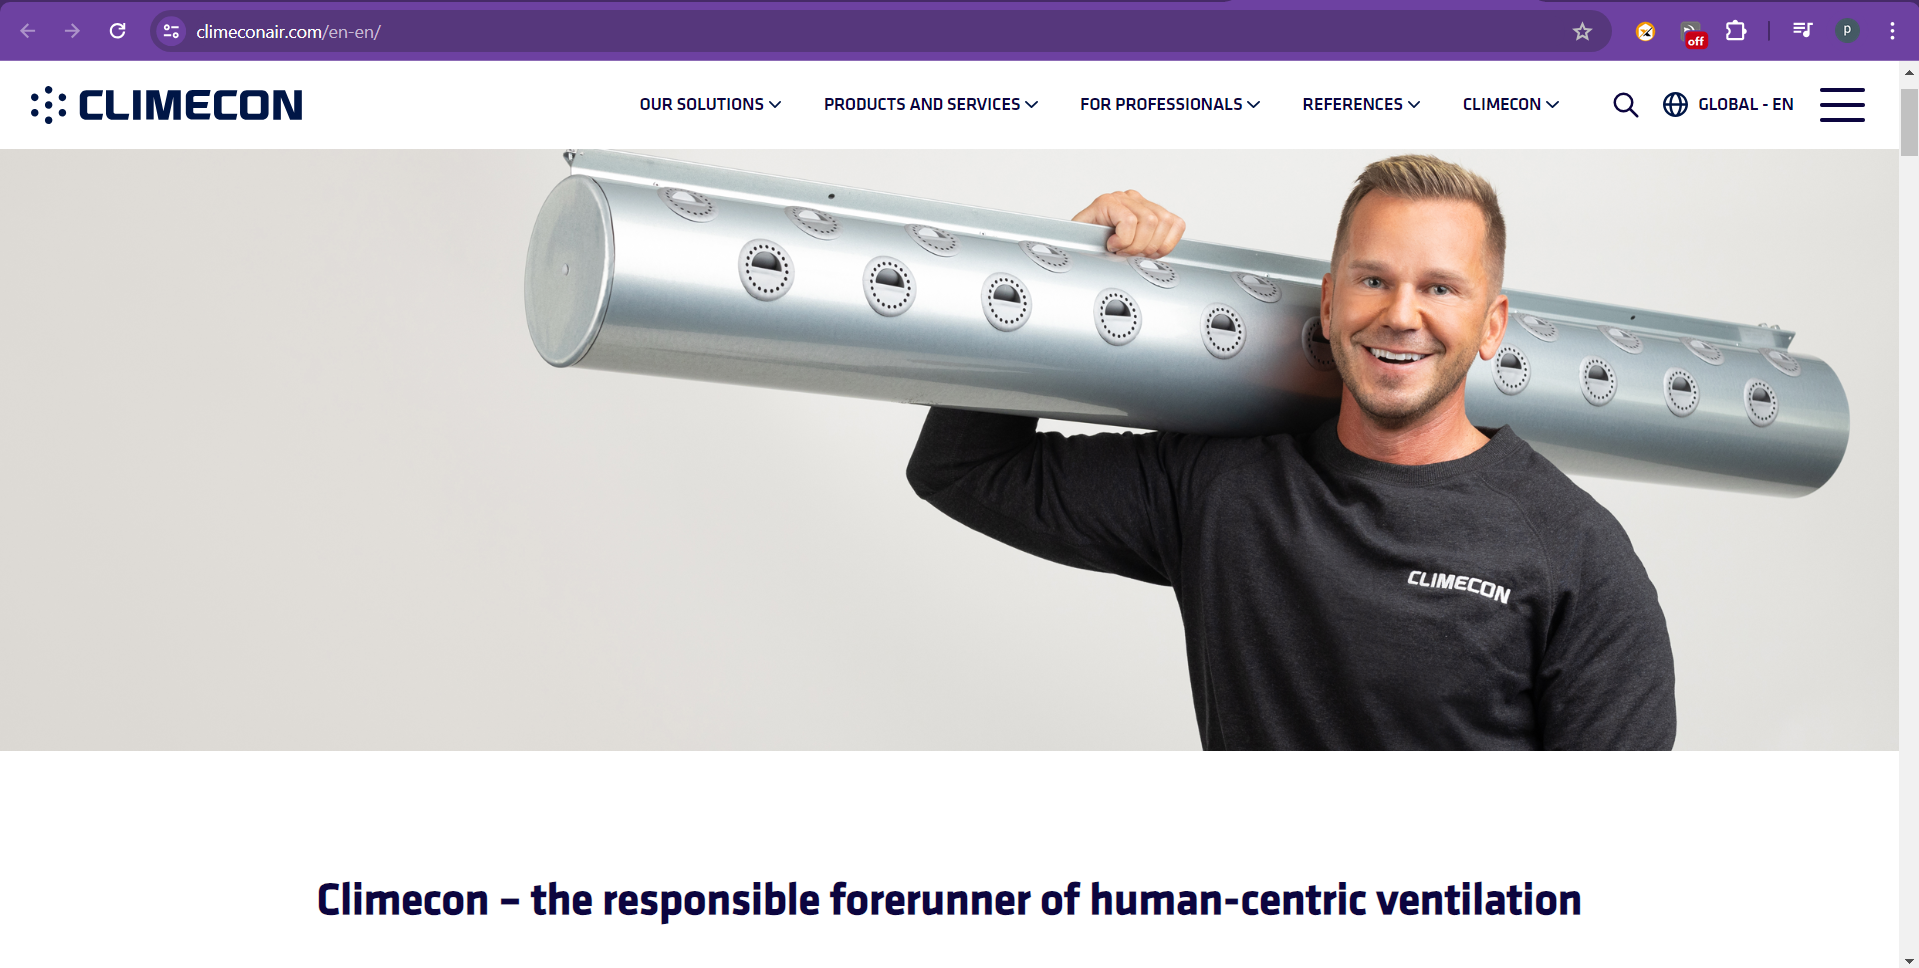 climeconair.com/en-en/
off
p
CLIMECON
OUR SOLUTIONS
PRODUCTS AND SERVICES
FOR PROFESSIONALS
REFERENCES
CLIMECON
GLOBAL - EN
CLIMECON
Climecon – the responsible forerunner of human-centric ventilation